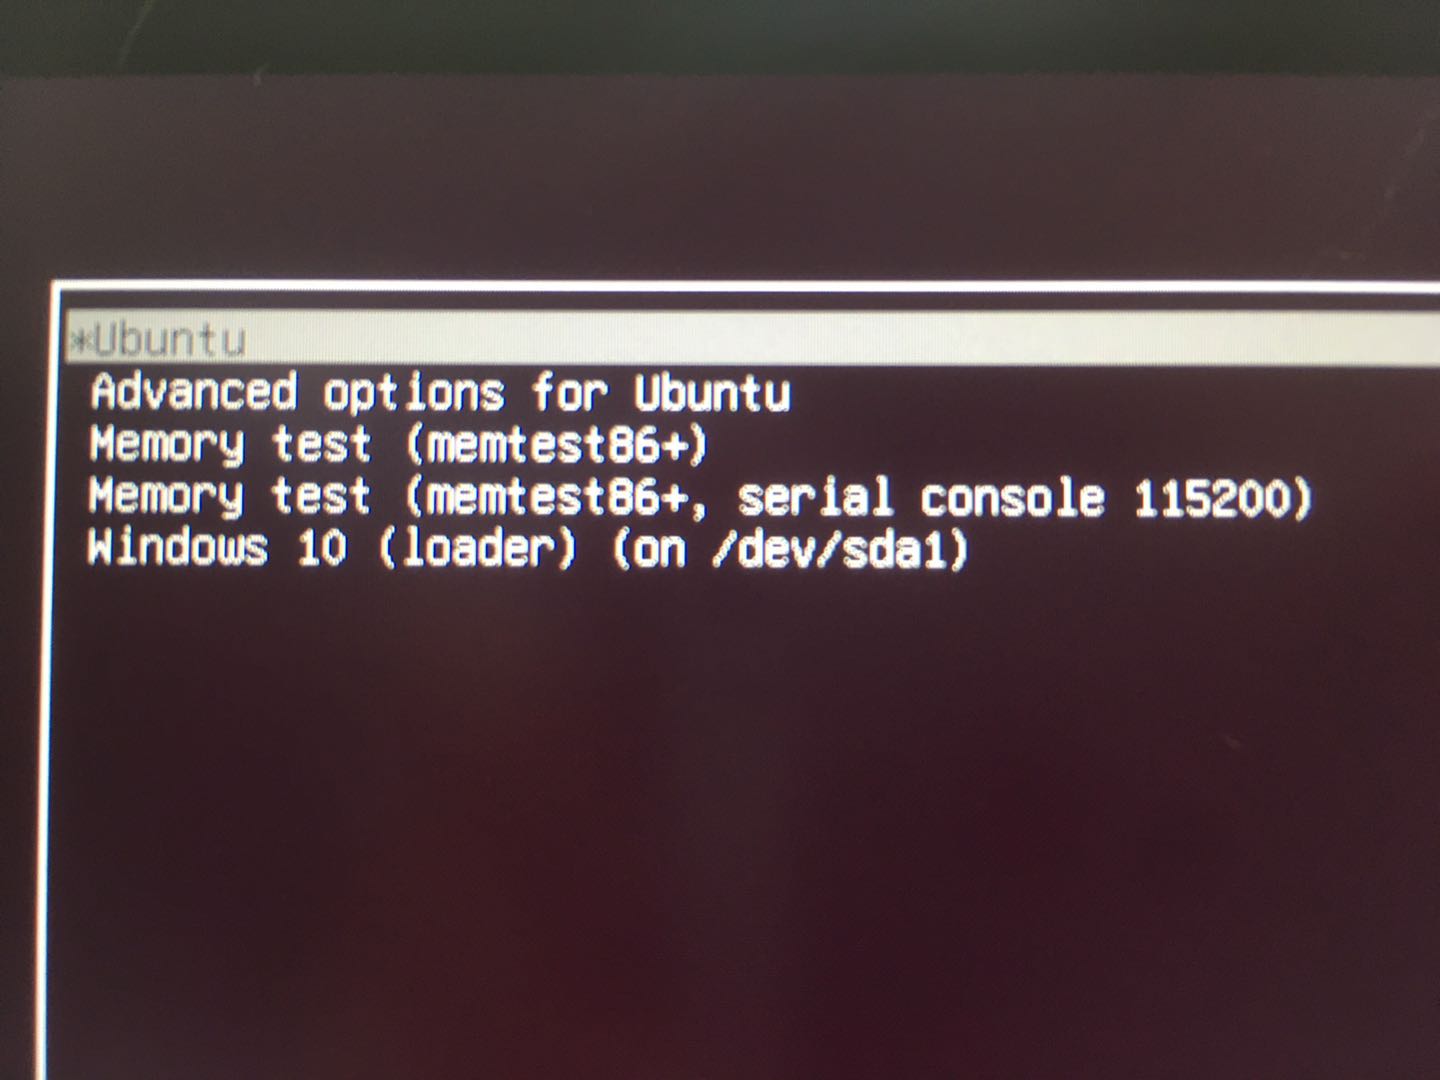 *Ubuntu
Advanced options for Ubuntu
Memory test (memtest86+)
Memory test (memtest86+, serial console 115200)
Windows 10 (loader) (on /dev/sda1)